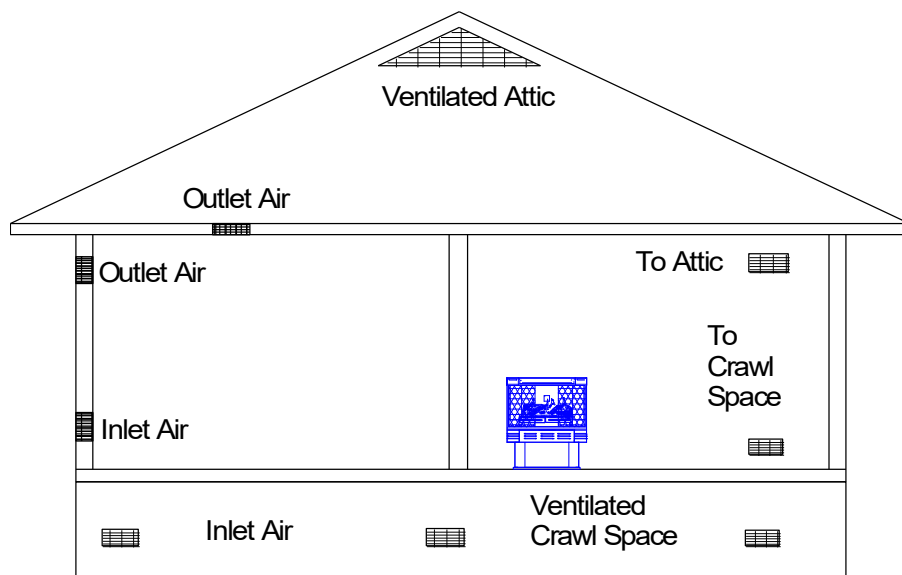 Ventilated Attic
Outlet Air
Outlet Air
To Attic
To
Crawl
Space
Inlet Air
Inlet Air
Ventilated
Crawl Space